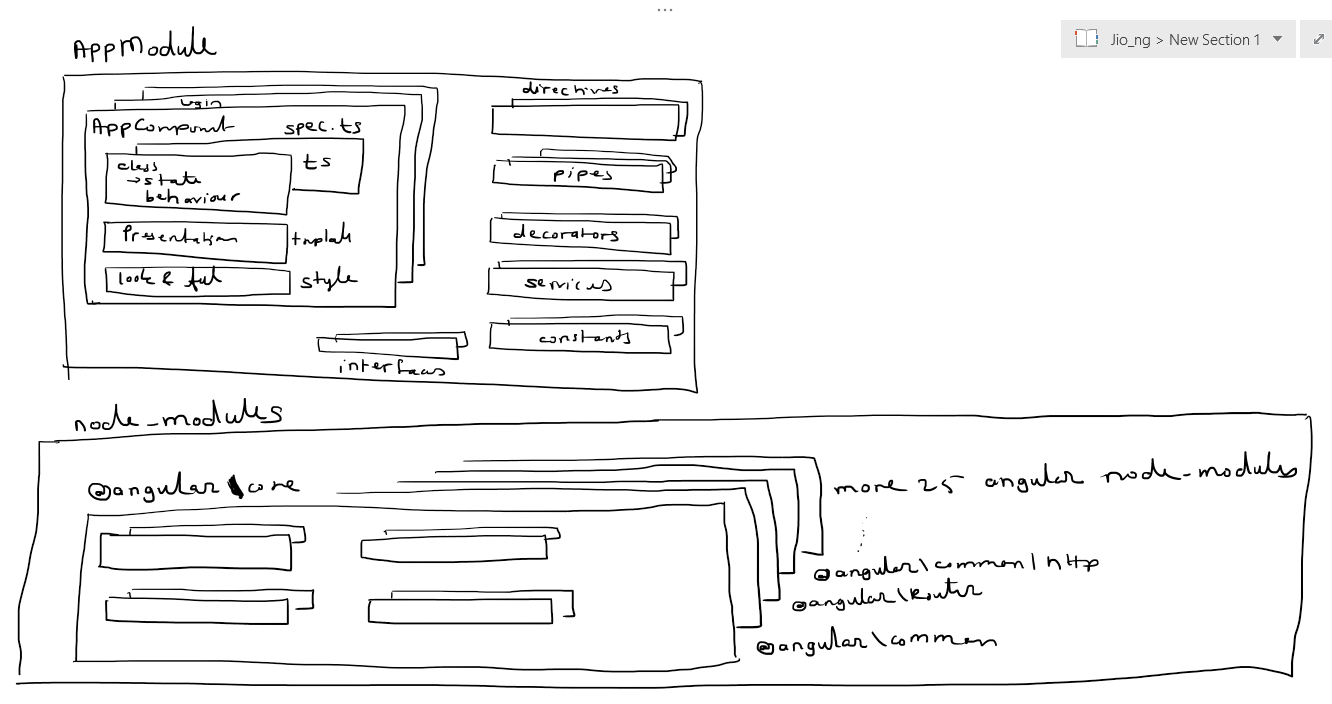 ...
Jio_ng > New Section 1
AppModule
directives
login
AppComponent
spec.ts
ts
class
→ state
behaviour
pipes
Presentation
template
decorators
look & feel
style
services
constants
interfaces
node_modules
@angular\core
more 25 angular node-modules
@angular\common/http
@angular\Router
@angular\common